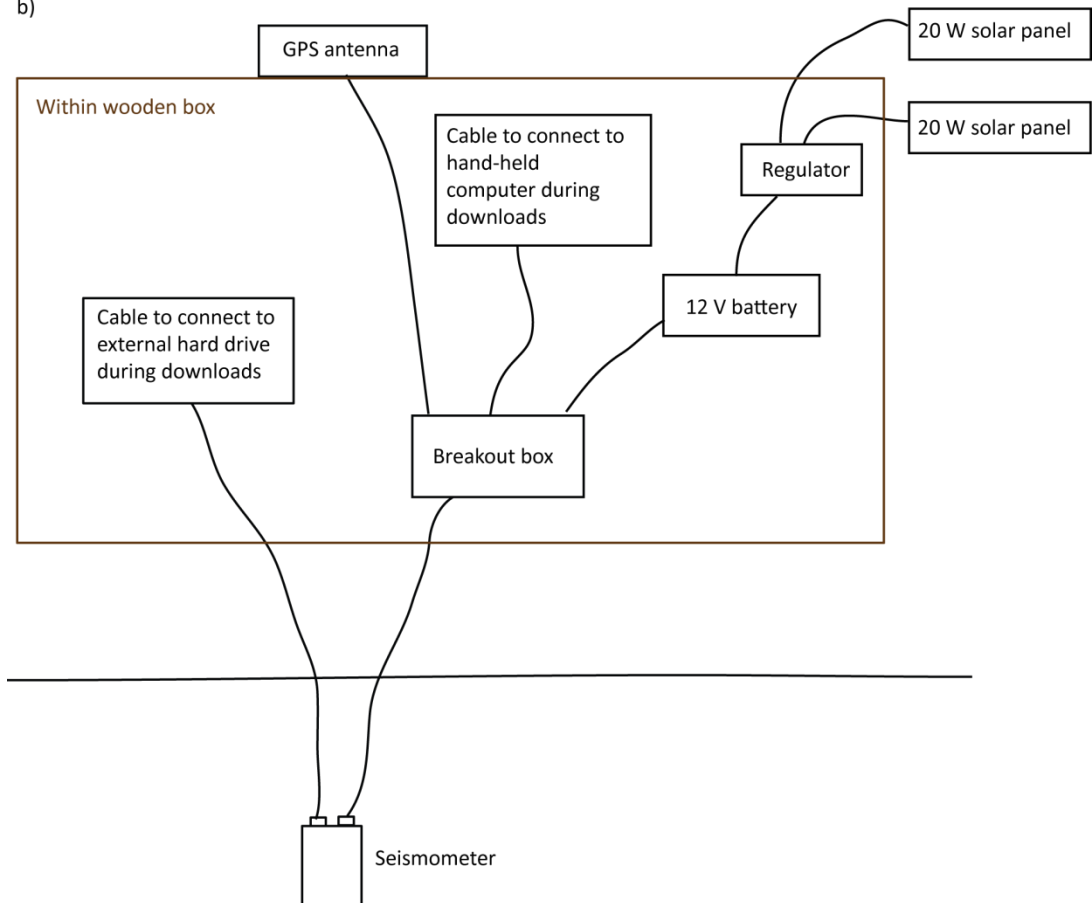 b)
GPS antenna
20 W solar panel
Within wooden box
20 W solar panel
Cable to connect to
hand-held
computer during
downloads
Regulator
12 V battery
Cable to connect to
external hard drive
during downloads
Breakout box
Seismometer